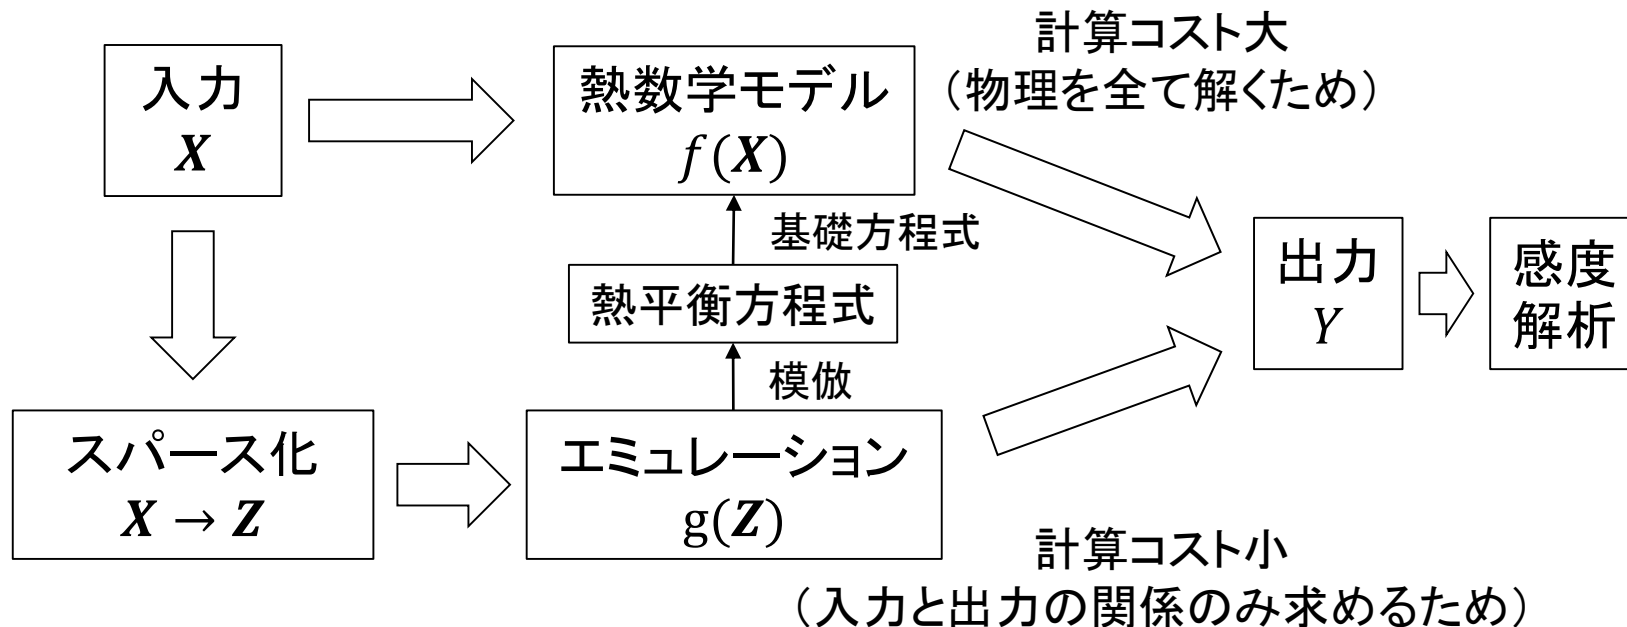 入力
X
熱数学モデル
f(X)
計算コスト大
（物理を全て解くため）
基礎方程式
熱平衡方程式
模倣
スパース化
X → Z
エミュレーション
g(Z)
計算コスト小
（入力と出力の関係のみ求めるため）
出力
Y
感度
解析